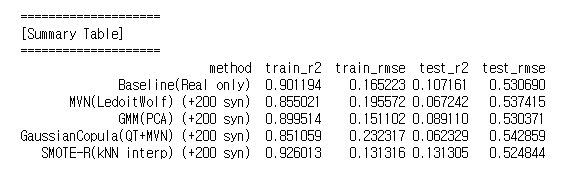 ====================
[Summary Table]
====================
method train_r2 train_rmse test_r2 test_rmse
Baseline(Real only) 0.901194 0.165223 0.107161 0.530690
MVN(LedoitWolf) (+200 syn) 0.855021 0.195572 0.067242 0.537415
GMM(PCA) (+200 syn) 0.899514 0.151102 0.089110 0.530371
GaussianCopula(QT+MVN) (+200 syn) 0.851059 0.232317 0.062329 0.542859
SMOTE-R(kNN interp) (+200 syn) 0.926013 0.131316 0.131305 0.524844